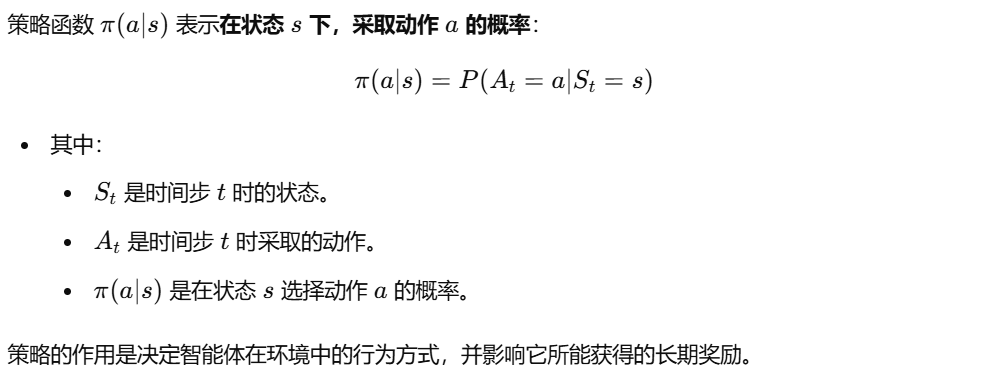 策略函数 π(a|s) 表示在状态 s 下，采取动作 a 的概率：
π(a|s) = P(A_t = a|S_t = s)
• 其中：
• S_t 是时间步 t 时的状态。
• A_t 是时间步 t 时采取的动作。
• π(a|s) 是在状态 s 选择动作 a 的概率。
策略的作用是决定智能体在环境中的行为方式，并影响它所能获得的长期奖励。